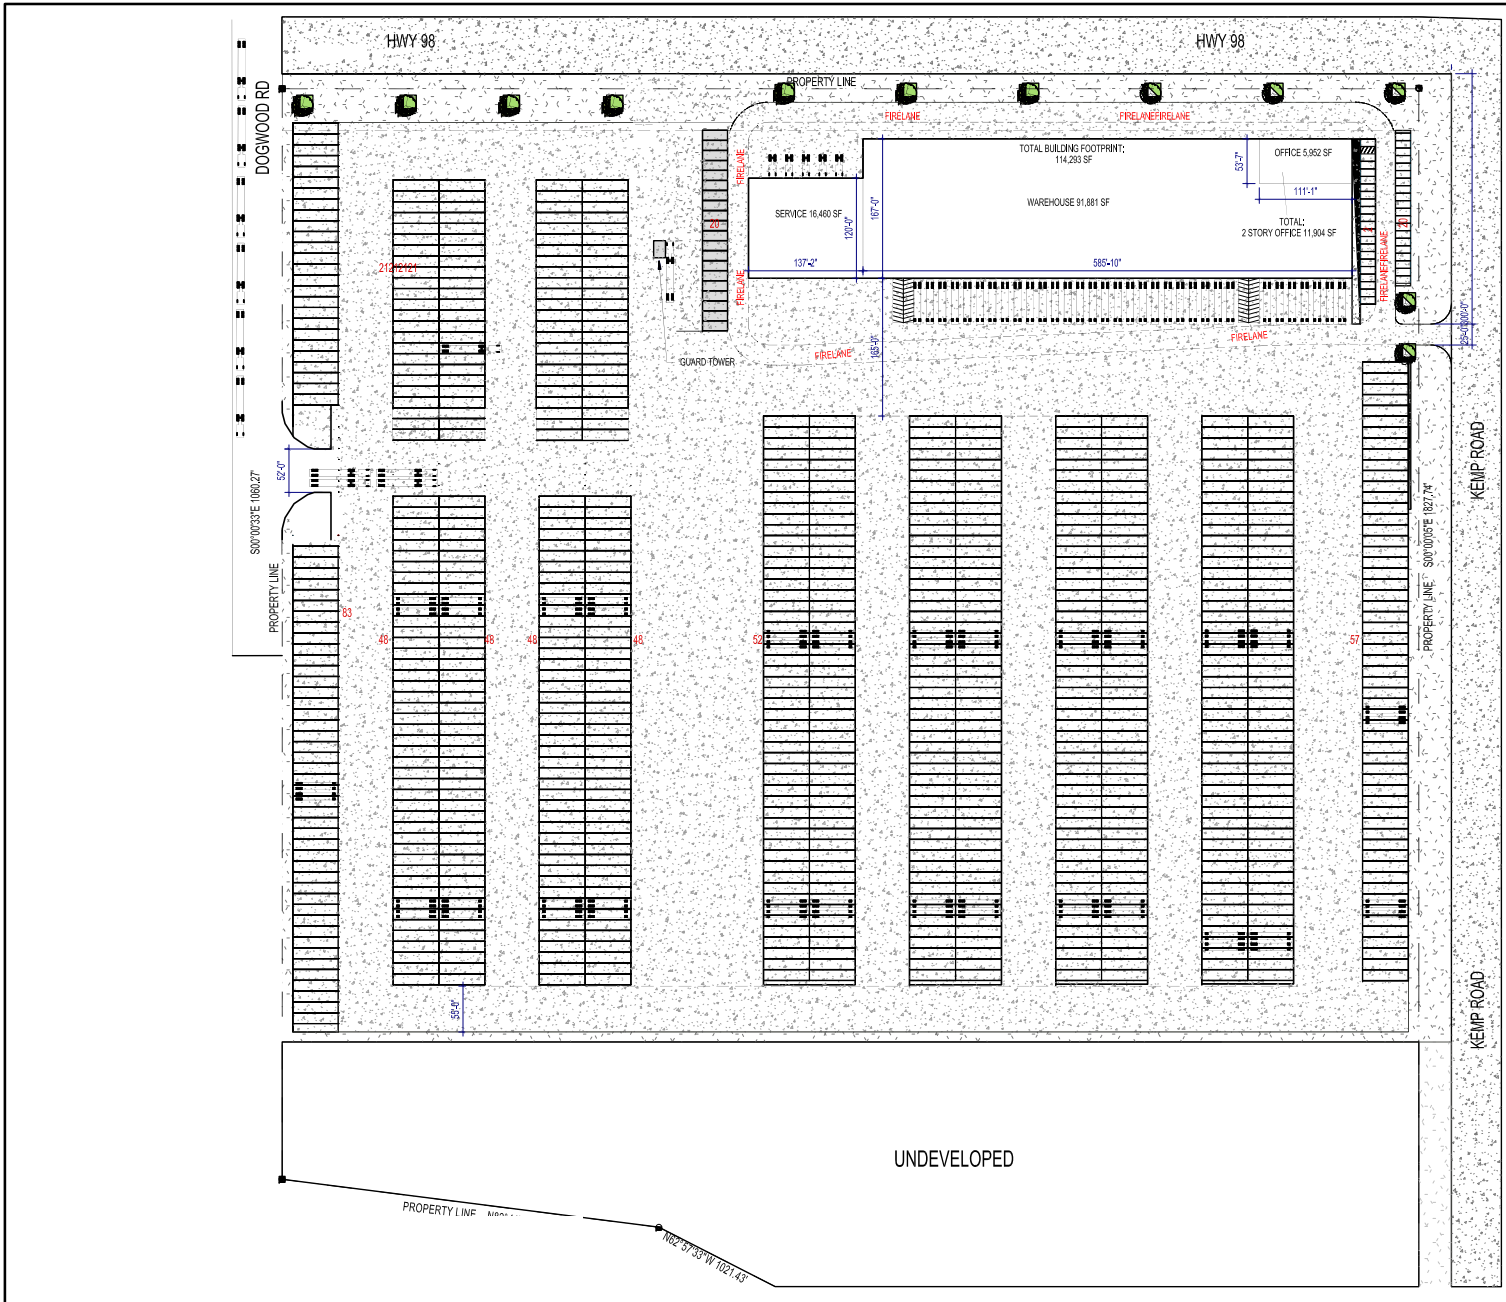 HWY 98
HWY 98
DOGWOOD RD
PROPERTY LINE
FIRELANE
FIRELANEFIRELANE
TOTAL BUILDING FOOTPRINT:
114,293 SF
OFFICE 5,952 SF
53'-7"
111'-1"
FIRELANE
SERVICE 16,460 SF
WAREHOUSE 91,881 SF
167'-0"
120'-0"
TOTAL:
2 STORY OFFICE 11,904 SF
20
20
137'-2"
585'-10"
FIRELANE
FIRELANEFIRELANE
21212121
GUARD TOWER
FIRELANE
FIRELANE
165'-0"
52'-0"
S00°00'33"E 1060.27'
PROPERTY LINE
KEMP ROAD
PROPERTY LINE
S00°00'05"E 1827.74'
83
48
48
48
48
52
57
58'-0"
KEMP ROAD
UNDEVELOPED
PROPERTY LINE
N62°57'33"W 1021.43'